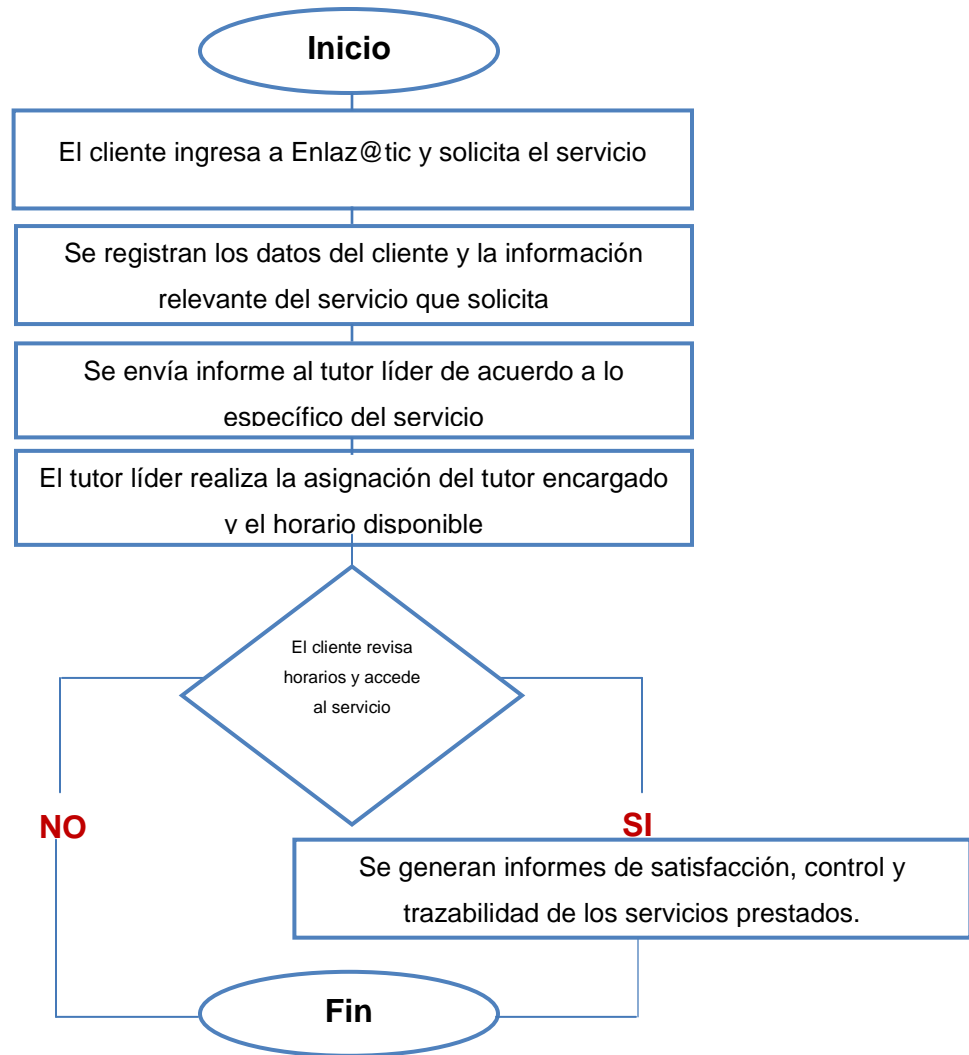 Inicio
El cliente ingresa a Enlaz@tic y solicita el servicio
Se registran los datos del cliente y la información
relevante del servicio que solicita
Se envía informe al tutor líder de acuerdo a lo
específico del servicio
El tutor líder realiza la asignación del tutor encargado
y el horario disponible
El cliente revisa
horarios y accede
al servicio
NO
SI
Se generan informes de satisfacción, control y
trazabilidad de los servicios prestados.
Fin